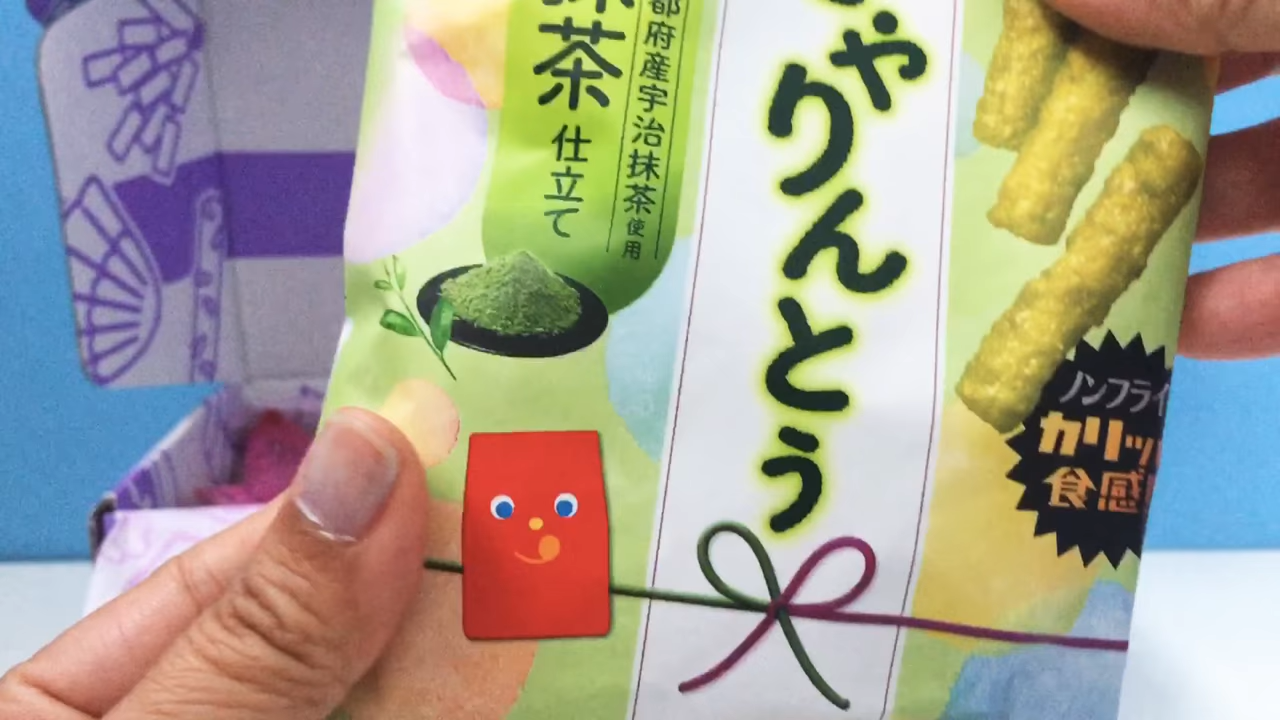 やりんとう
都府産宇治抹茶使用
茶仕立て
ノンフライ
カリッ
食感